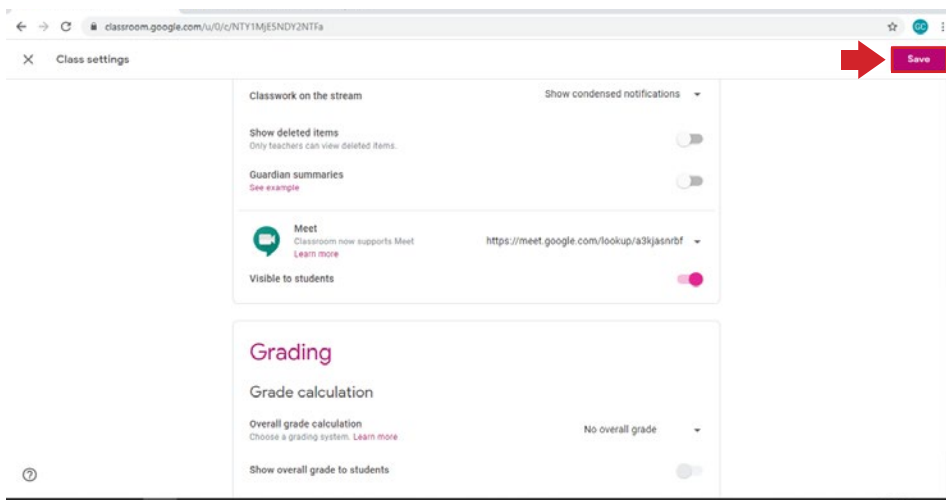 classroom.google.com/u/0/c/NTY1MjE5NDY2NTFa
GC
Class settings
Save
Classwork on the stream
Show condensed notifications
Show deleted items
Only teachers can view deleted items.
Guardian summaries
See example
Meet
Classroom now supports Meet
Learn more
https://meet.google.com/lookup/a3kjasnrbf
Visible to students
Grading
Grade calculation
Overall grade calculation
Choose a grading system. Learn more
No overall grade
Show overall grade to students